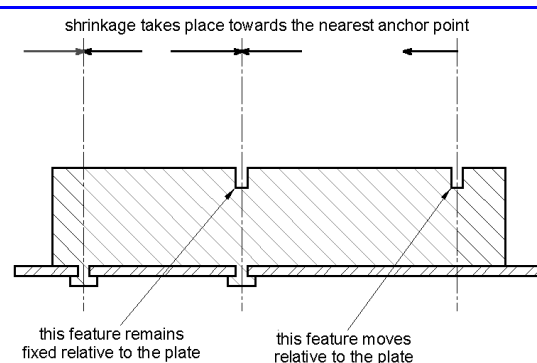 shrinkage takes place towards the nearest anchor point
this feature remains
fixed relative to the plate
this feature moves
relative to the plate